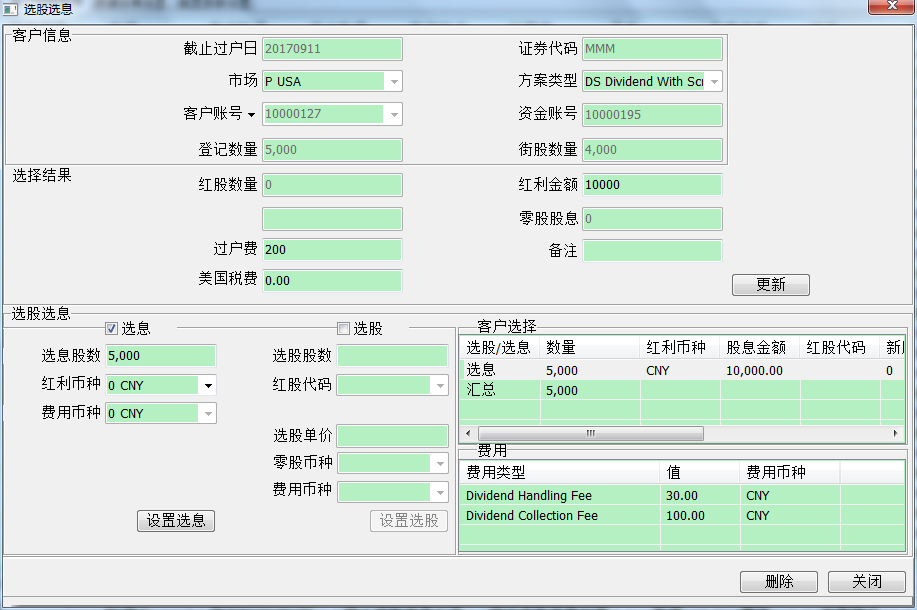 选股选息
客户信息
截止过户日 20170911 证券代码 MMM
市场 P USA 方案类型 DS Dividend With Scr
客户账号 10000127 资金账号 10000195
登记数量 5,000 街股数量 4,000
选择结果
红股数量 0 红利金额 10000
零股股息 0
过户费 200 备注
美国税费 0.00
更新
选股选息
选息 选股
选息股数 5,000 选股股数
红利币种 0 CNY 红股代码
费用币种 0 CNY
选股单价
零股币种
费用币种
设置选息 设置选股
客户选择
选股/选息 数量 红利币种 股息金额 红股代码
选息 5,000 CNY 10,000.00 0
汇总 5,000
费用
费用类型 值 费用币种
Dividend Handling Fee 30.00 CNY
Dividend Collection Fee 100.00 CNY
删除 关闭